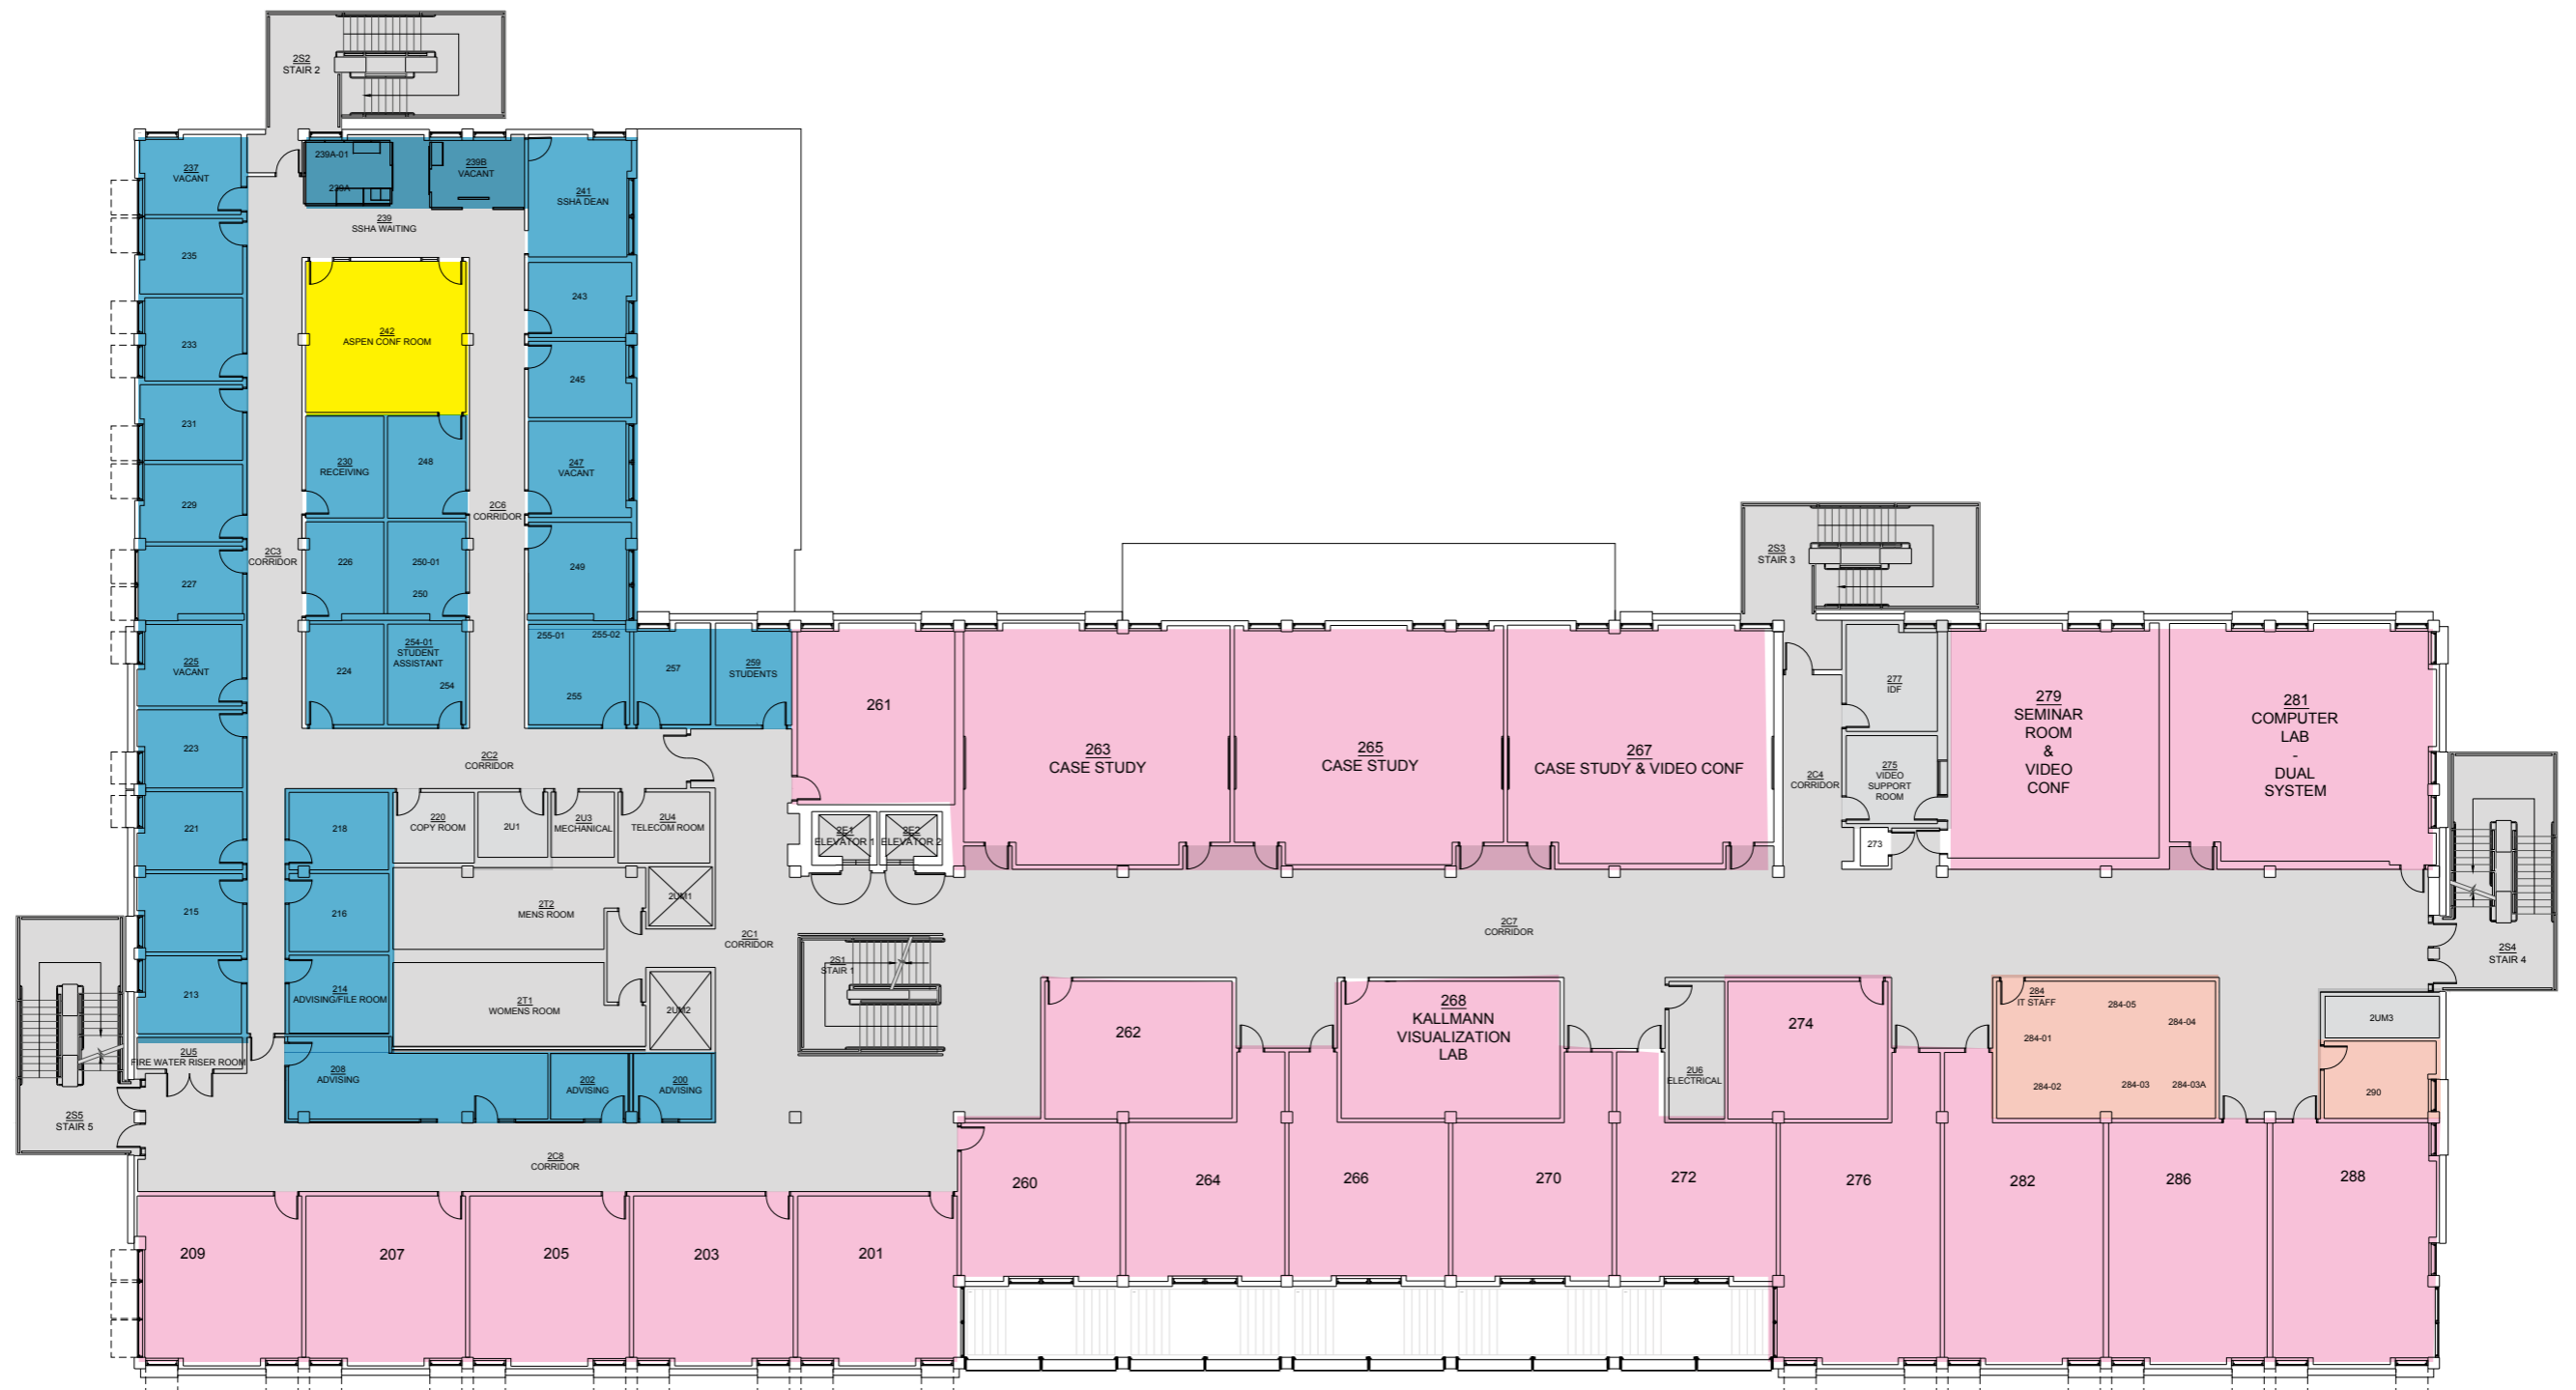 2S2
STAIR 2
237
VACANT
239A-01
239A
239B
VACANT
241
SSHA DEAN
239
SSHA WAITING
235
243
233
242
ASPEN CONF ROOM
245
231
230
RECEIVING
248
247
VACANT
229
2C6
CORRIDOR
2C3
CORRIDOR
227
226
250-01
250
249
2S3
STAIR 3
225
VACANT
224
254-01
STUDENT
ASSISTANT
254
255-01
255-02
255
257
259
STUDENTS
261
263
CASE STUDY
265
CASE STUDY
267
CASE STUDY & VIDEO CONF
277
IDF
279
SEMINAR
ROOM
&
VIDEO
CONF
281
COMPUTER
LAB
-
DUAL
SYSTEM
223
2C2
CORRIDOR
2C4
CORRIDOR
275
VIDEO
SUPPORT
ROOM
221
218
220
COPY ROOM
2U1
2U3
MECHANICAL
2U4
TELECOM ROOM
2E1
ELEVATOR 1
2E2
ELEVATOR 2
273
215
216
2T2
MENS ROOM
2UM1
2C1
CORRIDOR
2C7
CORRIDOR
2S1
STAIR 1
2S4
STAIR 4
213
214
ADVISING/FILE ROOM
2T1
WOMENS ROOM
2UM2
262
268
KALLMANN
VISUALIZATION
LAB
274
284
IT STAFF
284-05
284-04
284-01
284-02
284-03
284-03A
2UM3
290
2U5
FIRE WATER RISER ROOM
208
ADVISING
202
ADVISING
200
ADVISING
2U6
ELECTRICAL
2S5
STAIR 5
2C8
CORRIDOR
260
264
266
270
272
276
282
286
288
209
207
205
203
201